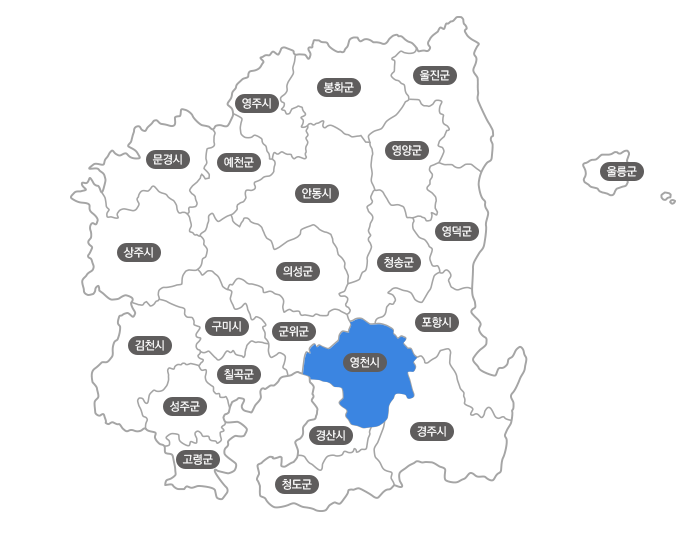 울진군
봉화군
영주시
영양군
문경시
예천군
울릉군
안동시
영덕군
상주시
청송군
의성군
포항시
구미시
군위군
김천시
영천시
칠곡군
성주군
경산시
경주시
고령군
청도군